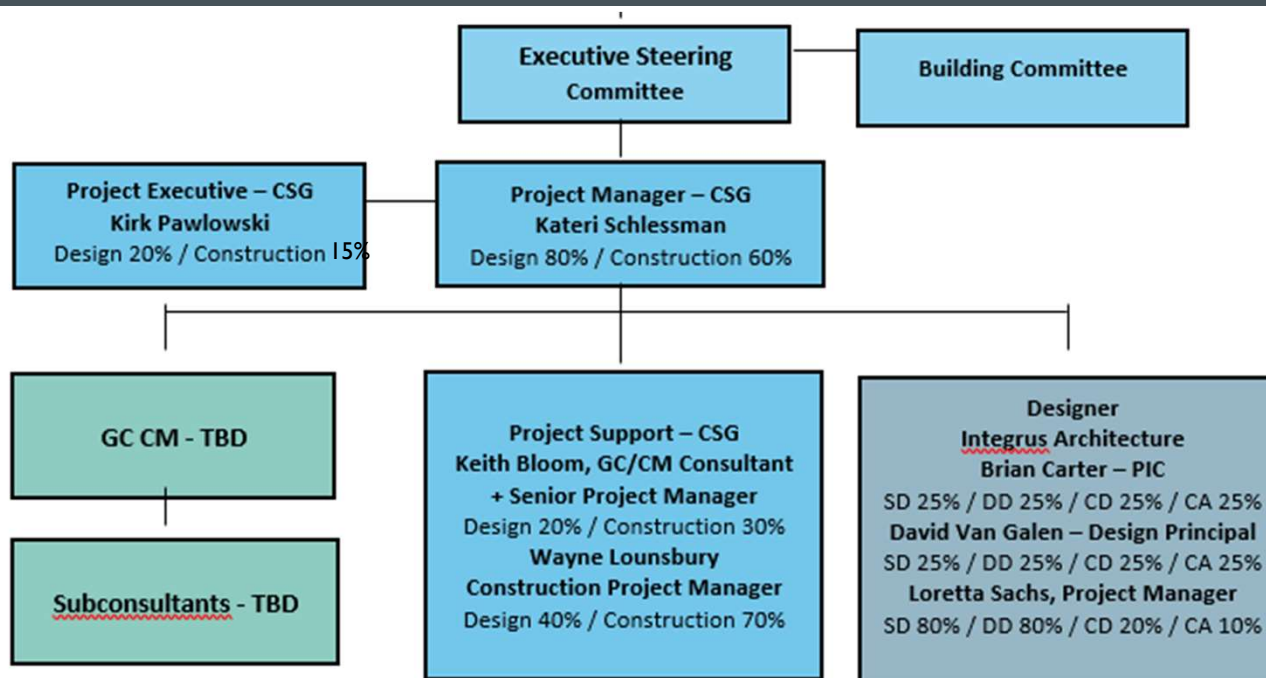 Executive Steering
Committee
Building Committee
Project Executive – CSG
Kirk Pawlowski
Design 20% / Construction 15%
Project Manager – CSG
Kateri Schlessman
Design 80% / Construction 60%
GC CM - TBD
Subconsultants - TBD
Project Support – CSG
Keith Bloom, GC/CM Consultant
+ Senior Project Manager
Design 20% / Construction 30%
Wayne Lounsbury
Construction Project Manager
Design 40% / Construction 70%
Designer
Integrus Architecture
Brian Carter – PIC
SD 25% / DD 25% / CD 25% / CA 25%
David Van Galen – Design Principal
SD 25% / DD 25% / CD 25% / CA 25%
Loretta Sachs, Project Manager
SD 80% / DD 80% / CD 20% / CA 10%